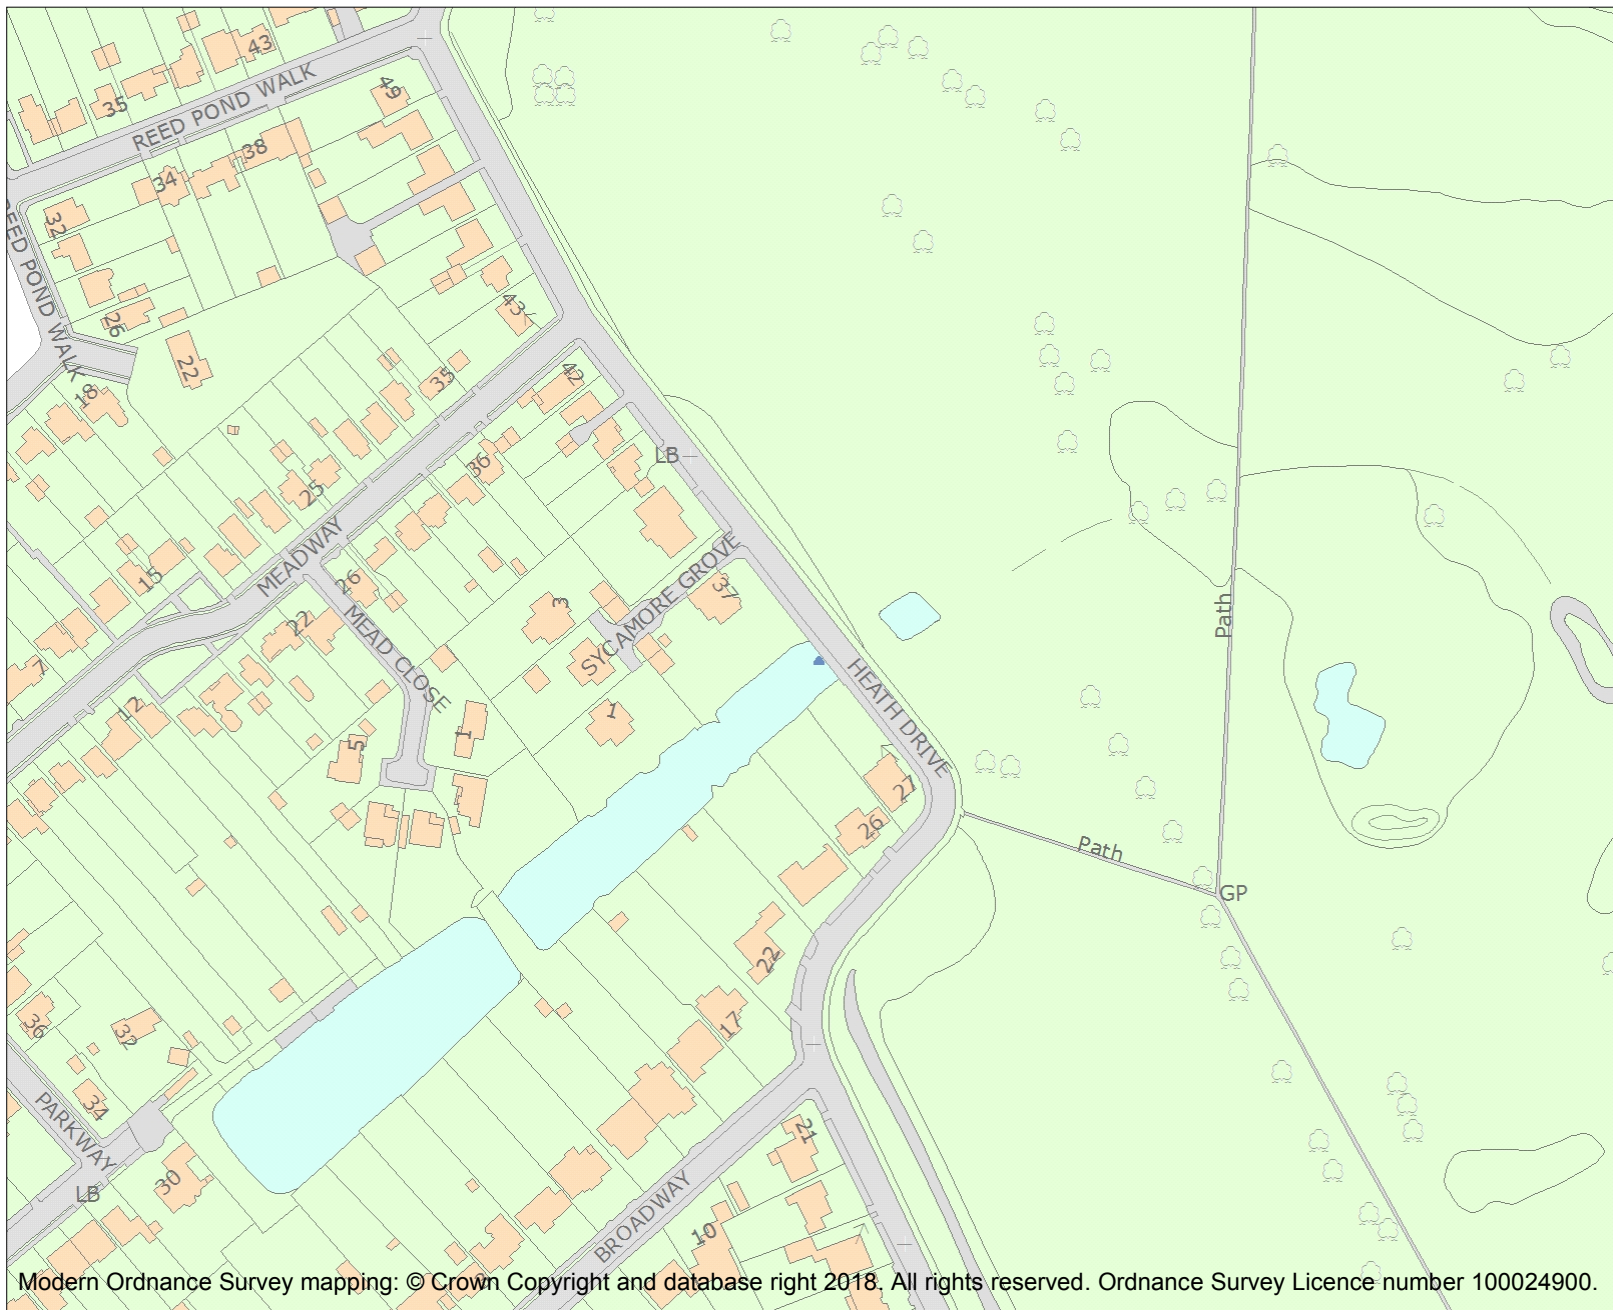 43
REED POND WALK
35
49
38
34
32
REED POND WALK
26
22
18
43
35
42
36
LB
25
MEADWAY
15
26
22
MEAD CLOSE
3
SYCAMORE GROVE
37
7
12
5
1
1
HEATH DRIVE
27
26
22
17
Path
Path
GP
36
32
34
PARKWAY
LB
30
21
BROADWAY
10
Modern Ordnance Survey mapping: © Crown Copyright and database right 2018. All rights reserved. Ordnance Survey Licence number 100024900.